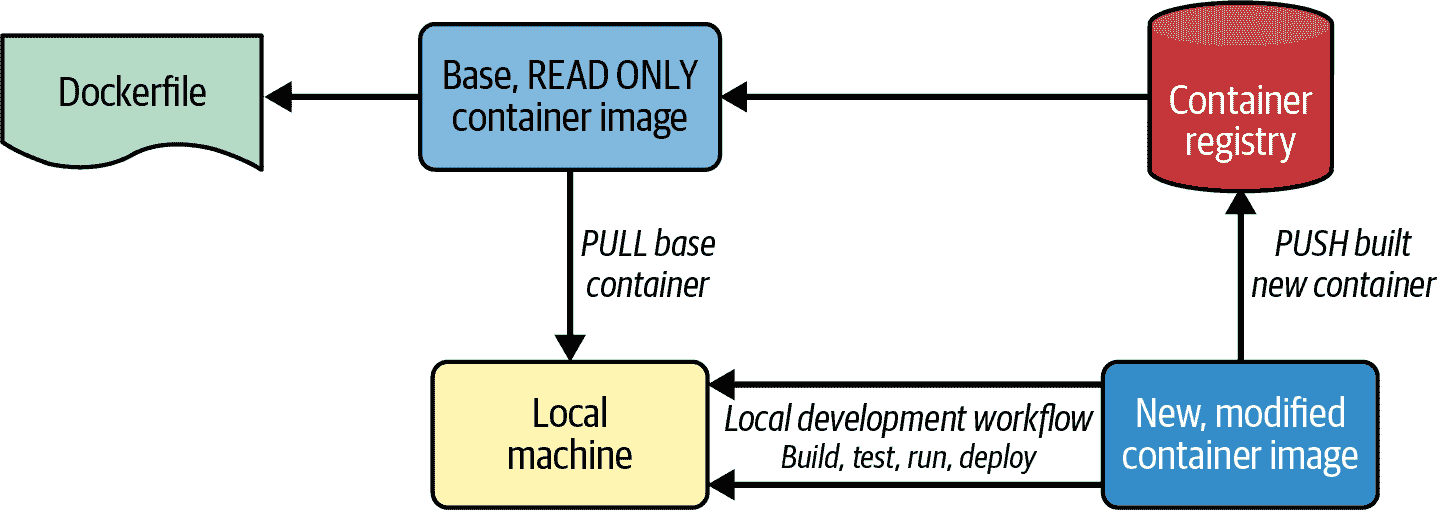 Dockerfile
Base, READ ONLY
container image
Container
registry
PULL base
container
PUSH built
new container
Local
machine
Local development workflow
Build, test, run, deploy
New, modified
container image